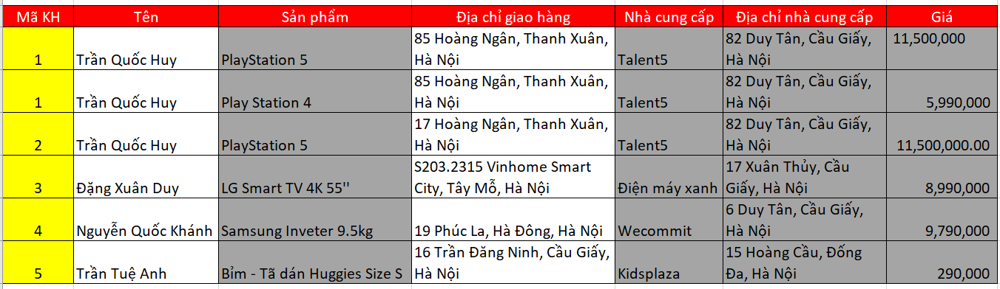 Mã KH Tên Sản phẩm Địa chỉ giao hàng Nhà cung cấp Địa chỉ nhà cung cấp Giá
1 Trần Quốc Huy PlayStation 5 85 Hoàng Ngân, Thanh Xuân, Hà Nội Talent5 82 Duy Tân, Cầu Giấy, Hà Nội 11,500,000
1 Trần Quốc Huy Play Station 4 85 Hoàng Ngân, Thanh Xuân, Hà Nội Talent5 82 Duy Tân, Cầu Giấy, Hà Nội 5,990,000
2 Trần Quốc Huy PlayStation 5 17 Hoàng Ngân, Thanh Xuân, Hà Nội Talent5 82 Duy Tân, Cầu Giấy, Hà Nội 11,500,000.00
3 Đặng Xuân Duy LG Smart TV 4K 55'' S203.2315 Vinhome Smart City, Tây Mỗ, Hà Nội Điện máy xanh 17 Xuân Thủy, Cầu Giấy, Hà Nội 8,990,000
4 Nguyễn Quốc Khánh Samsung Inveter 9.5kg 19 Phúc La, Hà Đông, Hà Nội Wecommit 6 Duy Tân, Cầu Giấy, Hà Nội 9,790,000
5 Trần Tuệ Anh Bỉm - Tã dán Huggies Size S 16 Trần Đăng Ninh, Cầu Giấy, Hà Nội Kidsplaza 15 Hoàng Cầu, Đống Đa, Hà Nội 290,000